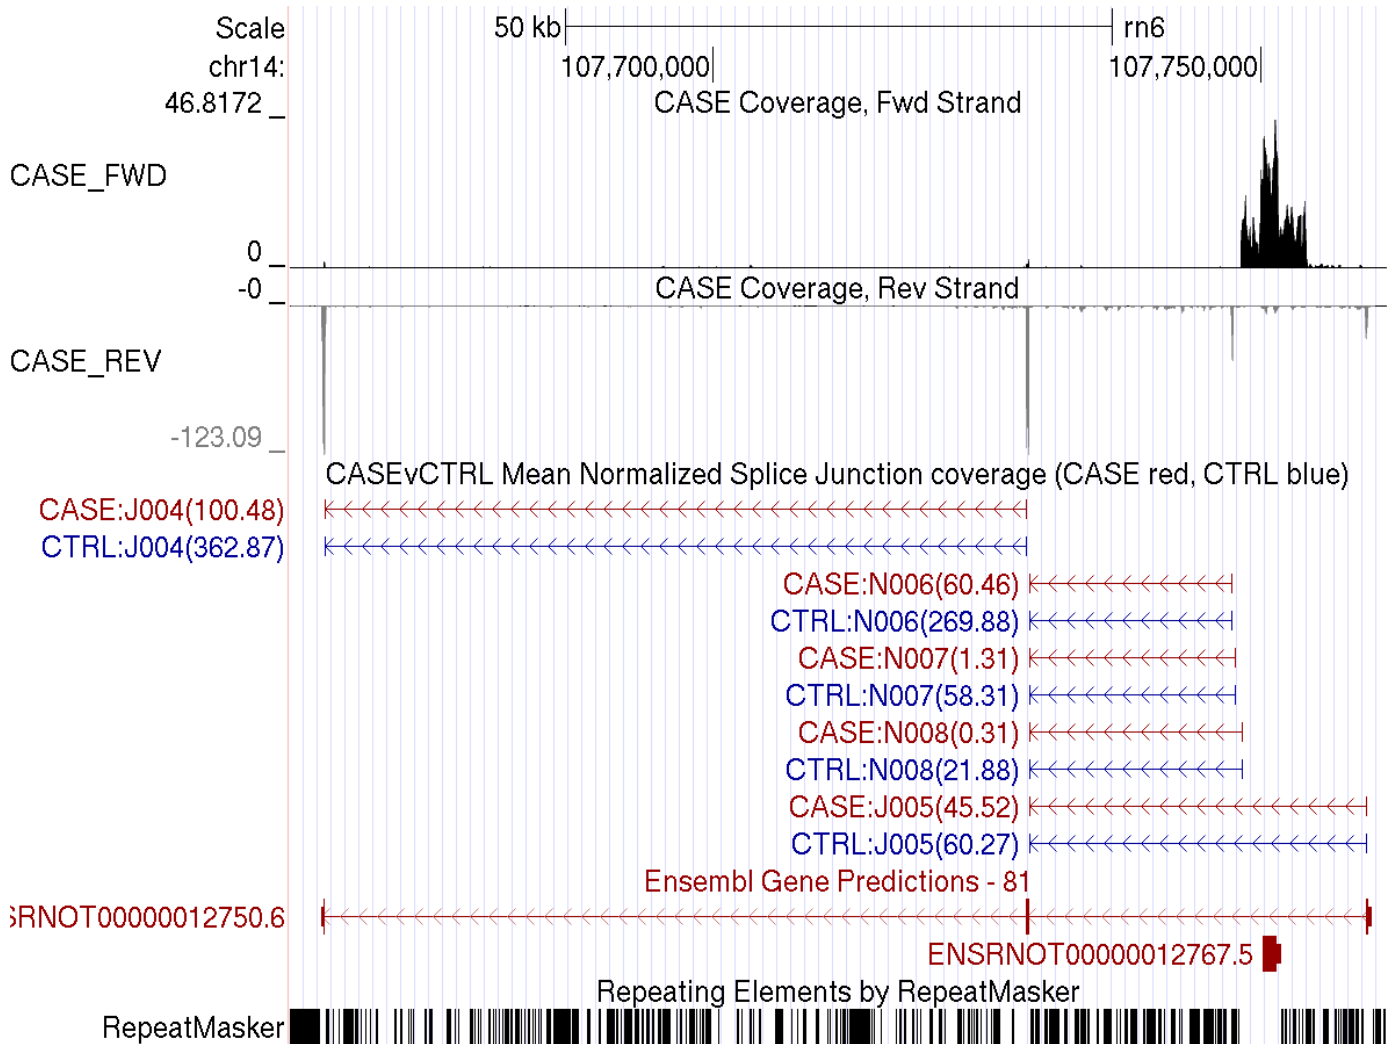 Scale 50 kb rn6
chr14: 107,700,000 107,750,000
46.8172 CASE Coverage, Fwd Strand
CASE_FWD
0
-0 CASE Coverage, Rev Strand
CASE_REV
-123.09
CASEvCTRL Mean Normalized Splice Junction coverage (CASE red, CTRL blue)
CASE:J004(100.48)
CTRL:J004(362.87)
CASE:N006(60.46)
CTRL:N006(269.88)
CASE:N007(1.31)
CTRL:N007(58.31)
CASE:N008(0.31)
CTRL:N008(21.88)
CASE:J005(45.52)
CTRL:J005(60.27)
Ensembl Gene Predictions - 81
SRNOT00000012750.6
ENSRNOT00000012767.5
Repeating Elements by RepeatMasker
RepeatMasker